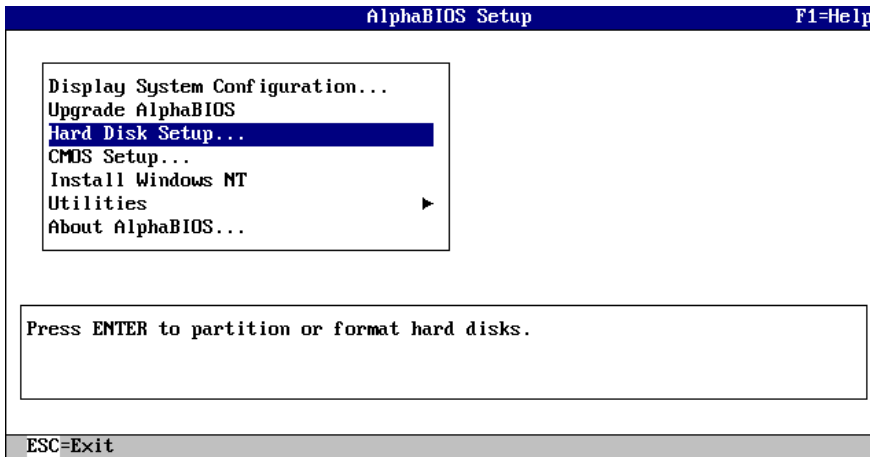 AlphaBIOS Setup F1=Help
Display System Configuration...
Upgrade AlphaBIOS
Hard Disk Setup...
CMOS Setup...
Install Windows NT
Utilities
About AlphaBIOS...
Press ENTER to partition or format hard disks.
ESC=Exit